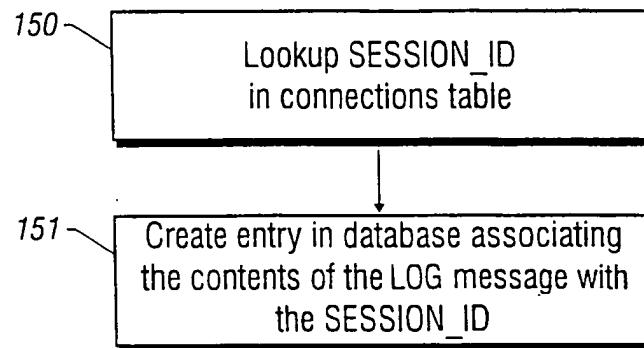 150
Lookup SESSION_ID
in connections table
151
Create entry in database associating
the contents of the LOG message with
the SESSION_ID